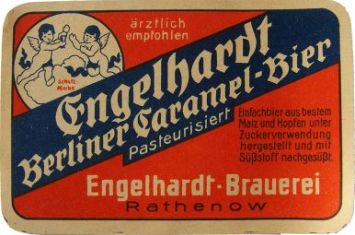 ärztlich
empfohlen
Schutz-
Marke
Engelhardt
Berliner Caramel-Bier
Pasteurisiert
Einfachbier aus bestem
Malz und Hopfen unter
Zuckerverwendung
hergestellt und mit
Süßstoff nachgesüßt.
Engelhardt-Brauerei
Rathenow